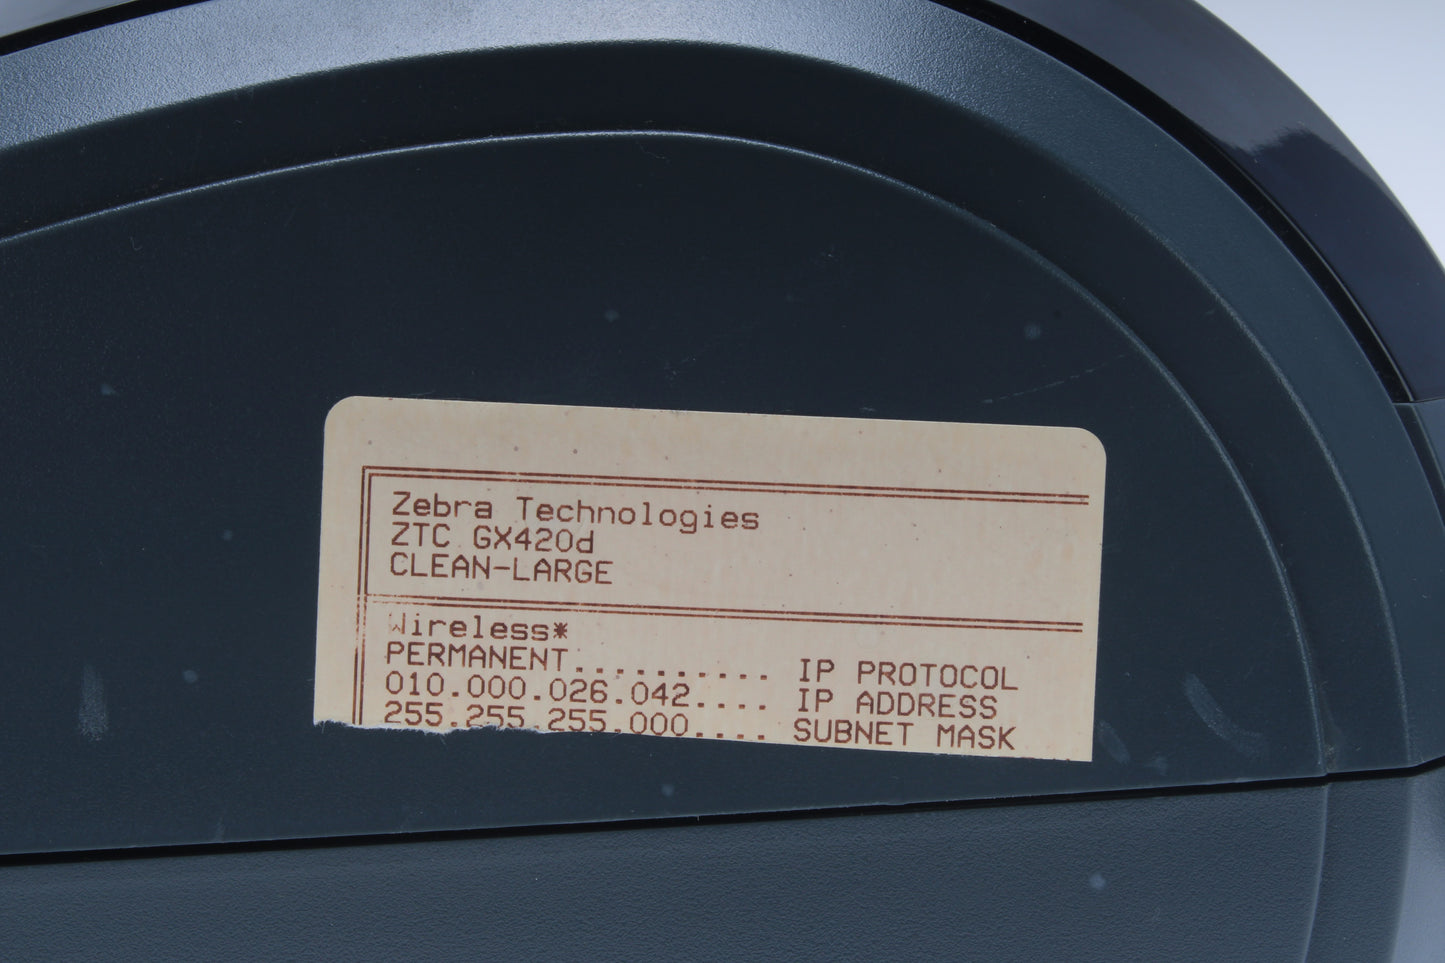 Zebra Technologies
ZTC GX420d
CLEAN-LARGE
Wireless*
PERMANENT.......... IP PROTOCOL
010.000.026.042.... IP ADDRESS
255.255.255.000.... SUBNET MASK